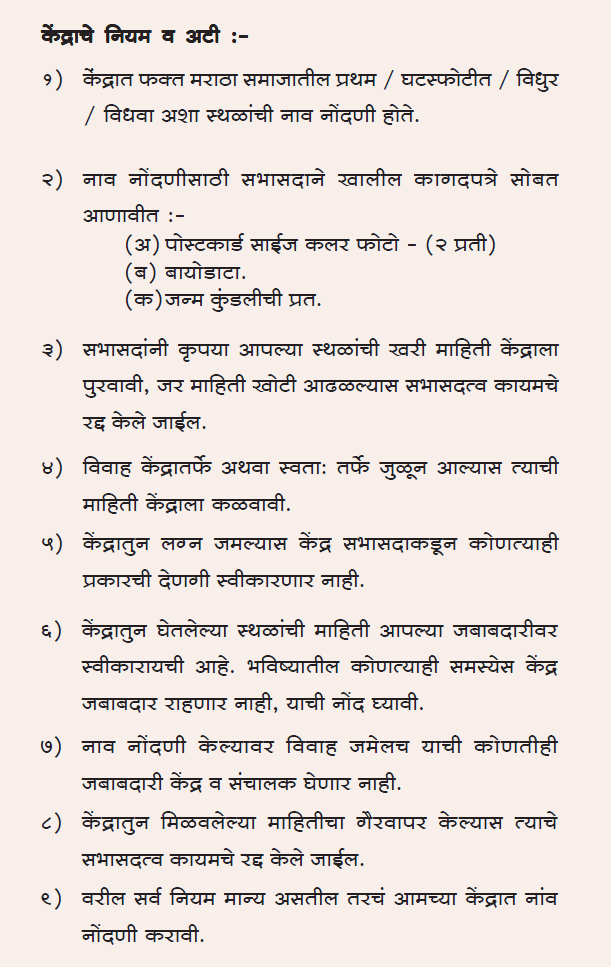 केंद्राचे नियम व अटी :-
१) केंद्रात फक्त मराठा समाजातील प्रथम / घटस्फोटीत / विधुर
/ विधवा अशा स्थळांची नाव नोंदणी होते.
२) नाव नोंदणीसाठी सभासदाने खालील कागदपत्रे सोबत
आणावीत :-
(अ) पोस्टकार्ड साईज कलर फोटो - (२ प्रती)
(ब) बायोडाटा.
(क) जन्म कुंडलीची प्रत.
३) सभासदांनी कृपया आपल्या स्थळांची खरी माहिती केंद्राला
पुरवावी, जर माहिती खोटी आढळल्यास सभासदत्व कायमचे
रद्द केले जाईल.
४) विवाह केंद्रातर्फे अथवा स्वता: तर्फे जुळून आल्यास त्याची
माहिती केंद्राला कळवावी.
५) केंद्रातुन लग्न जमल्यास केंद्र सभासदाकडून कोणत्याही
प्रकारची देणगी स्वीकारणार नाही.
६) केंद्रातुन घेतलेल्या स्थळांची माहिती आपल्या जबाबदारीवर
स्वीकारायची आहे. भविष्यातील कोणत्याही समस्येस केंद्र
जबाबदार राहणार नाही, याची नोंद घ्यावी.
७) नाव नोंदणी केल्यावर विवाह जमेलच याची कोणतीही
जबाबदारी केंद्र व संचालक घेणार नाही.
८) केंद्रातुन मिळवलेल्या माहितीचा गैरवापर केल्यास त्याचे
सभासदत्व कायमचे रद्द केले जाईल.
९) वरील सर्व नियम मान्य असतील तरचं आमच्या केंद्रात नांव
नोंदणी करावी.